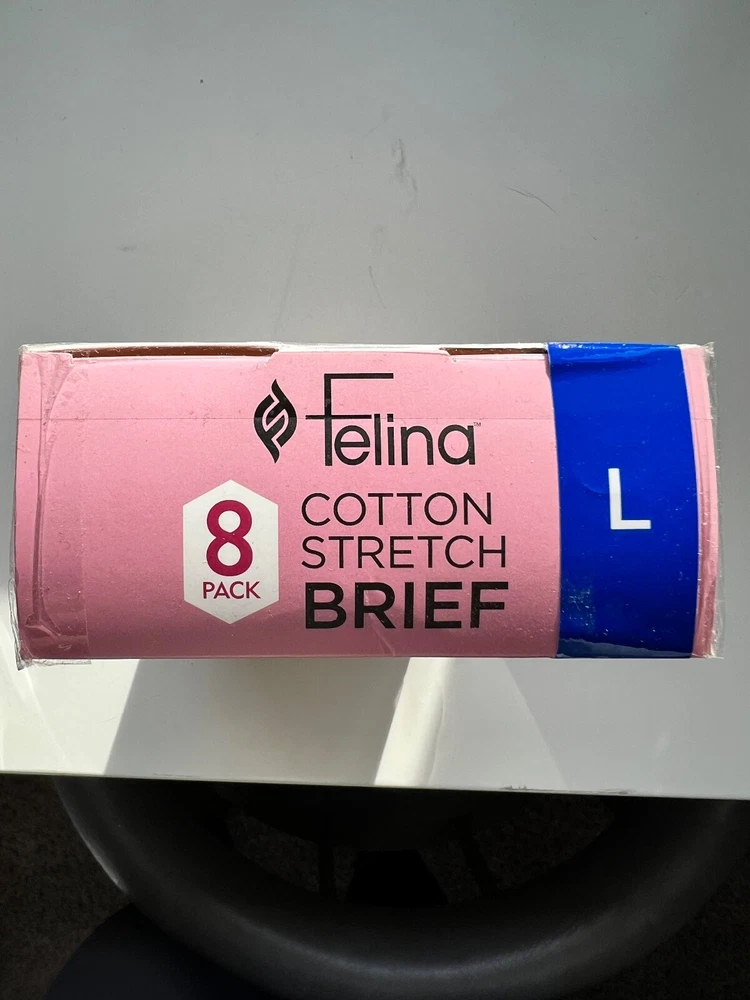 Felina™
8
PACK
COTTON
STRETCH
BRIEF
L